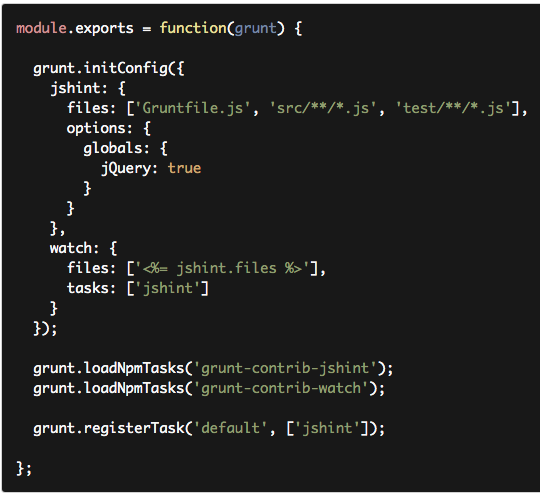 module.exports = function(grunt) {

  grunt.initConfig({
    jshint: {
      files: ['Gruntfile.js', 'src/**/*.js', 'test/**/*.js'],
      options: {
        globals: {
          jQuery: true
        }
      }
    },
    watch: {
      files: ['<%= jshint.files %>'],
      tasks: ['jshint']
    }
  });

  grunt.loadNpmTasks('grunt-contrib-jshint');
  grunt.loadNpmTasks('grunt-contrib-watch');

  grunt.registerTask('default', ['jshint']);

};